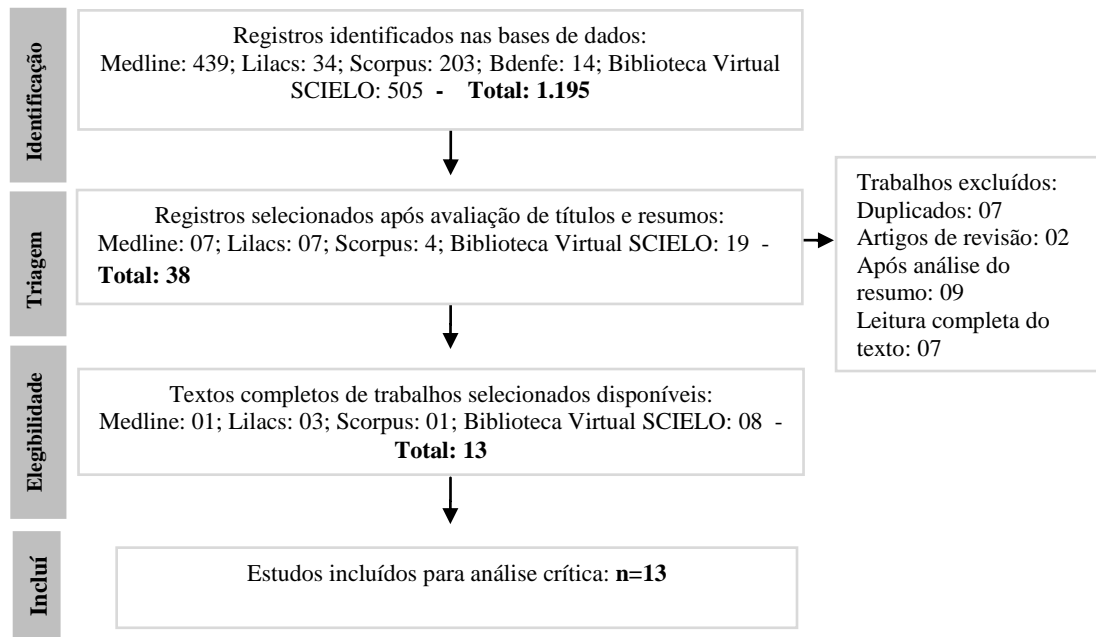 Identificação
Registros identificados nas bases de dados:
Medline: 439; Lilacs: 34; Scorpus: 203; Bdenfe: 14; Biblioteca Virtual
SCIELO: 505 - Total: 1.195
Triagem
Registros selecionados após avaliação de títulos e resumos:
Medline: 07; Lilacs: 07; Scorpus: 4; Biblioteca Virtual SCIELO: 19 -
Total: 38
Trabalhos excluídos:
Duplicados: 07
Artigos de revisão: 02
Após análise do
resumo: 09
Leitura completa do
texto: 07
Elegibilidade
Textos completos de trabalhos selecionados disponíveis:
Medline: 01; Lilacs: 03; Scorpus: 01; Biblioteca Virtual SCIELO: 08 -
Total: 13
Incluí
Estudos incluídos para análise crítica: n=13